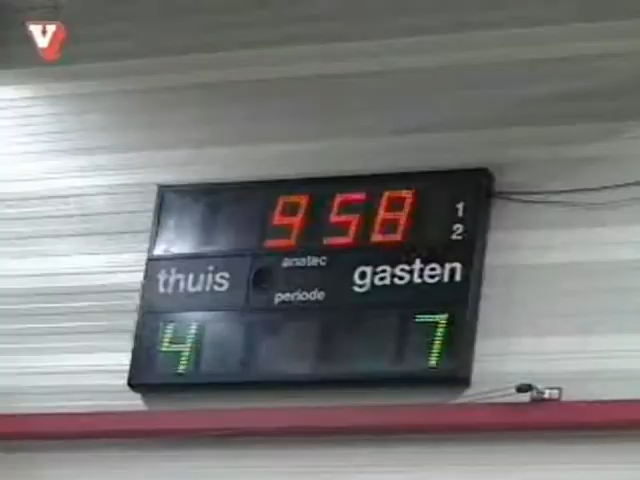 V
958
1
2
anatec
thuis
gasten
periode
4
7